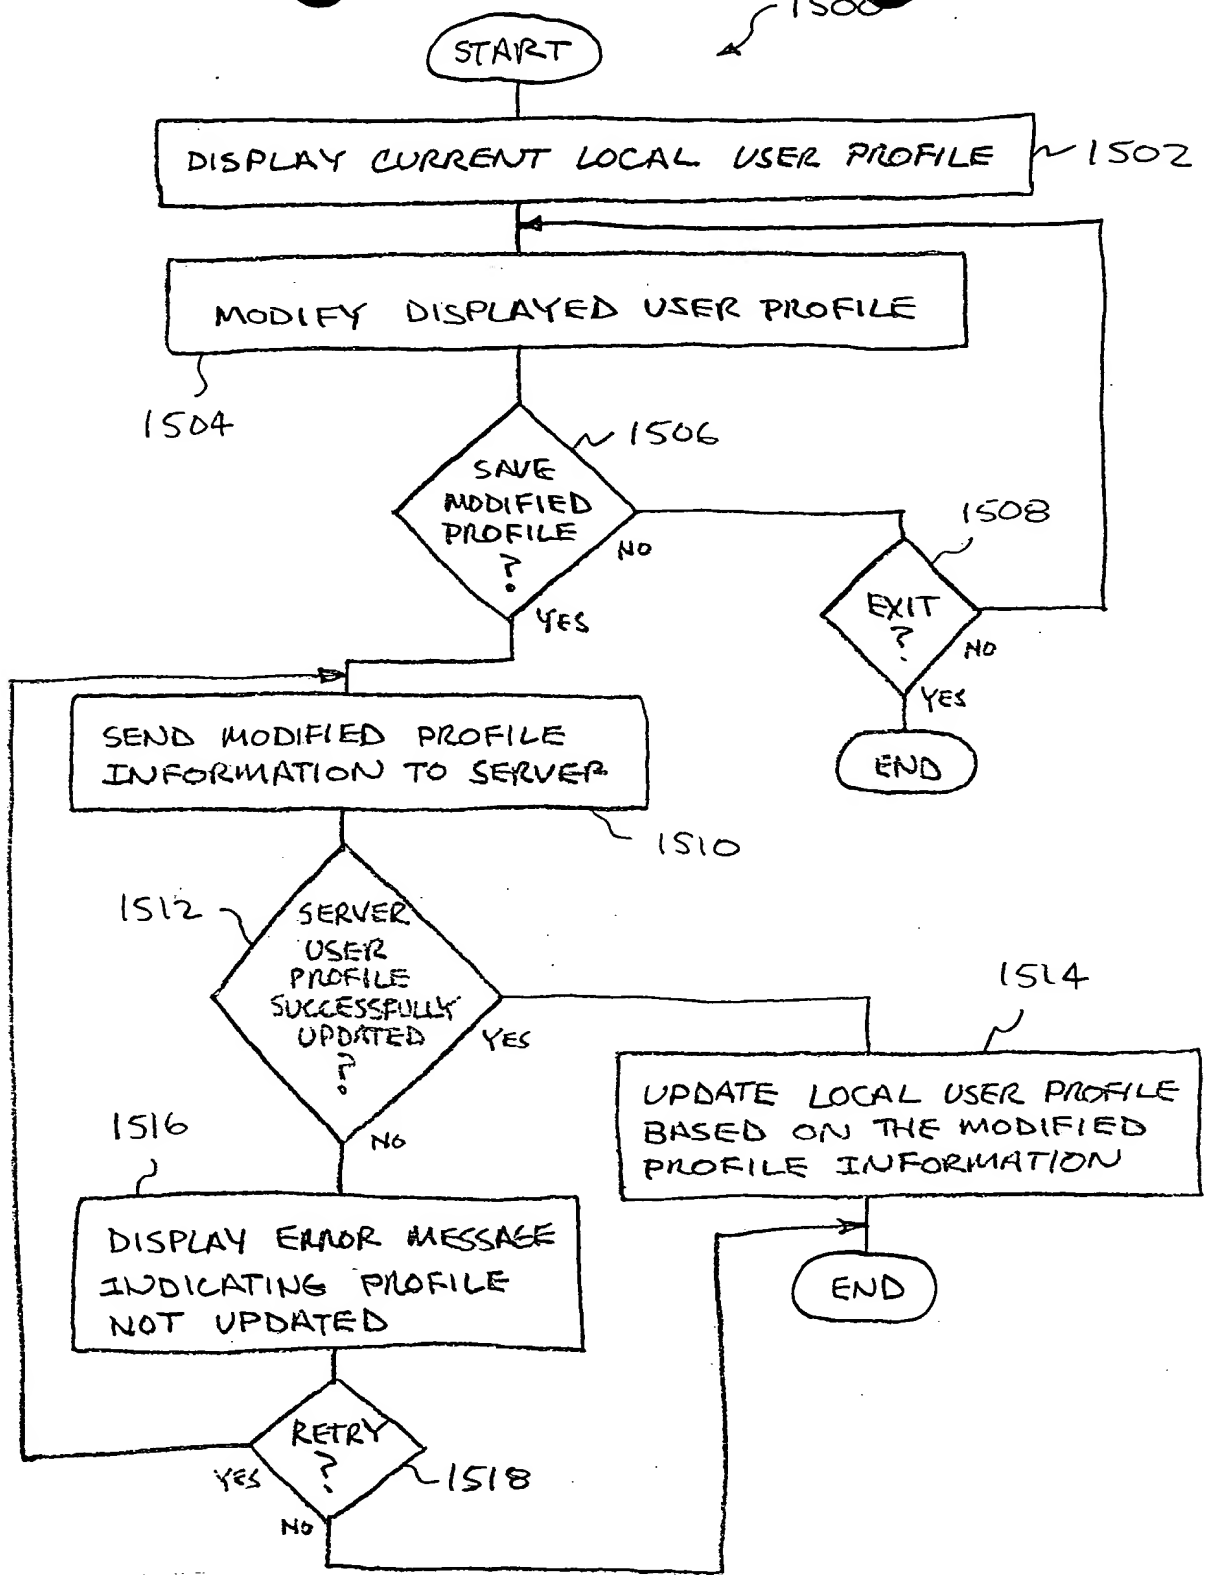 1500
START
DISPLAY CURRENT LOCAL USER PROFILE
1502
MODIFY DISPLAYED USER PROFILE
1504
1506
SAVE
MODIFIED
PROFILE
?
NO
YES
1508
EXIT
?
NO
YES
END
SEND MODIFIED PROFILE
INFORMATION TO SERVER
1510
1512
SERVER
USER
PROFILE
SUCCESSFULLY
UPDATED
?
YES
NO
1514
UPDATE LOCAL USER PROFILE
BASED ON THE MODIFIED
PROFILE INFORMATION
END
1516
DISPLAY ERROR MESSAGE
INDICATING PROFILE
NOT UPDATED
RETRY
?
YES
1518
NO